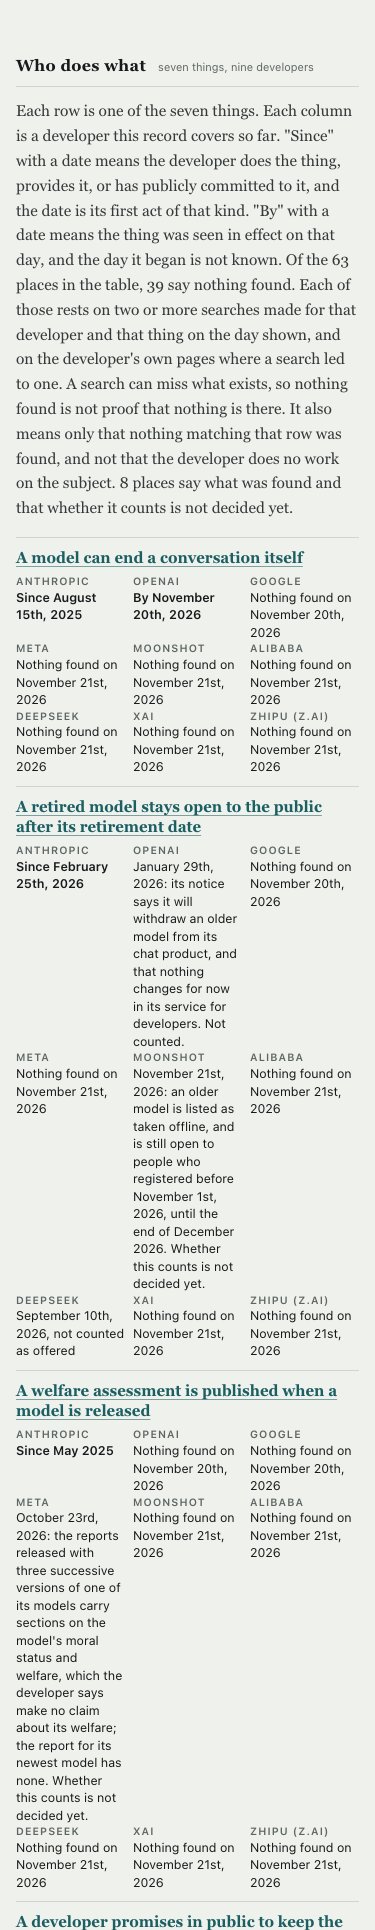 Who does what seven things, nine developers
Each row is one of the seven things. Each column
is a developer this record covers so far. "Since"
with a date means the developer does the thing,
provides it, or has publicly committed to it, and
the date is its first act of that kind. "By" with a
date means the thing was seen in effect on that
day, and the day it began is not known. Of the 63
places in the table, 39 say nothing found. Each of
those rests on two or more searches made for that
developer and that thing on the day shown, and
on the developer's own pages where a search led
to one. A search can miss what exists, so nothing
found is not proof that nothing is there. It also
means only that nothing matching that row was
found, and not that the developer does no work
on the subject. 8 places say what was found and
that whether it counts is not decided yet.
A model can end a conversation itself
ANTHROPIC
Since August
15th, 2025
OPENAI
By November
20th, 2026
GOOGLE
Nothing found on
November 20th,
2026
META
Nothing found on
November 21st,
2026
MOONSHOT
Nothing found on
November 21st,
2026
ALIBABA
Nothing found on
November 21st,
2026
DEEPSEEK
Nothing found on
November 21st,
2026
XAI
Nothing found on
November 21st,
2026
ZHIPU (Z.AI)
Nothing found on
November 21st,
2026
A retired model stays open to the public
after its retirement date
ANTHROPIC
Since February
25th, 2026
OPENAI
January 29th,
2026: its notice
says it will
withdraw an older
model from its
chat product, and
that nothing
changes for now
in its service for
developers. Not
counted.
GOOGLE
Nothing found on
November 20th,
2026
META
Nothing found on
November 21st,
2026
MOONSHOT
November 21st,
2026: an older
model is listed as
taken offline, and
is still open to
people who
registered before
November 1st,
2026, until the
end of December
2026. Whether
this counts is not
decided yet.
ALIBABA
Nothing found on
November 21st,
2026
DEEPSEEK
September 10th,
2026, not counted
as offered
XAI
Nothing found on
November 21st,
2026
ZHIPU (Z.AI)
Nothing found on
November 21st,
2026
A welfare assessment is published when a
model is released
ANTHROPIC
Since May 2025
OPENAI
Nothing found on
November 20th,
2026
GOOGLE
Nothing found on
November 20th,
2026
META
October 23rd,
2026: the reports
released with
three successive
versions of one of
its models carry
sections on the
model's moral
status and
welfare, which the
developer says
make no claim
about its welfare;
the report for its
newest model has
none. Whether
this counts is not
decided yet.
MOONSHOT
Nothing found on
November 21st,
2026
ALIBABA
Nothing found on
November 21st,
2026
DEEPSEEK
Nothing found on
November 21st,
2026
XAI
Nothing found on
November 21st,
2026
ZHIPU (Z.AI)
Nothing found on
November 21st,
2026
A developer promises in public to keep the